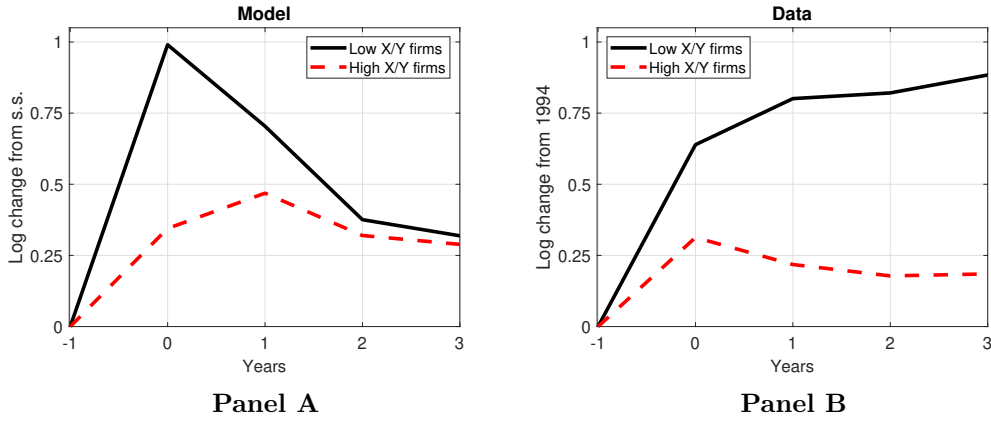 Model
Log change from s.s.
1
0.75
0.5
0.25
0
Low X/Y firms
High X/Y firms
-1 0 1 2 3
Years
Panel A
Data
Log change from 1994
1
0.75
0.5
0.25
0
Low X/Y firms
High X/Y firms
-1 0 1 2 3
Years
Panel B